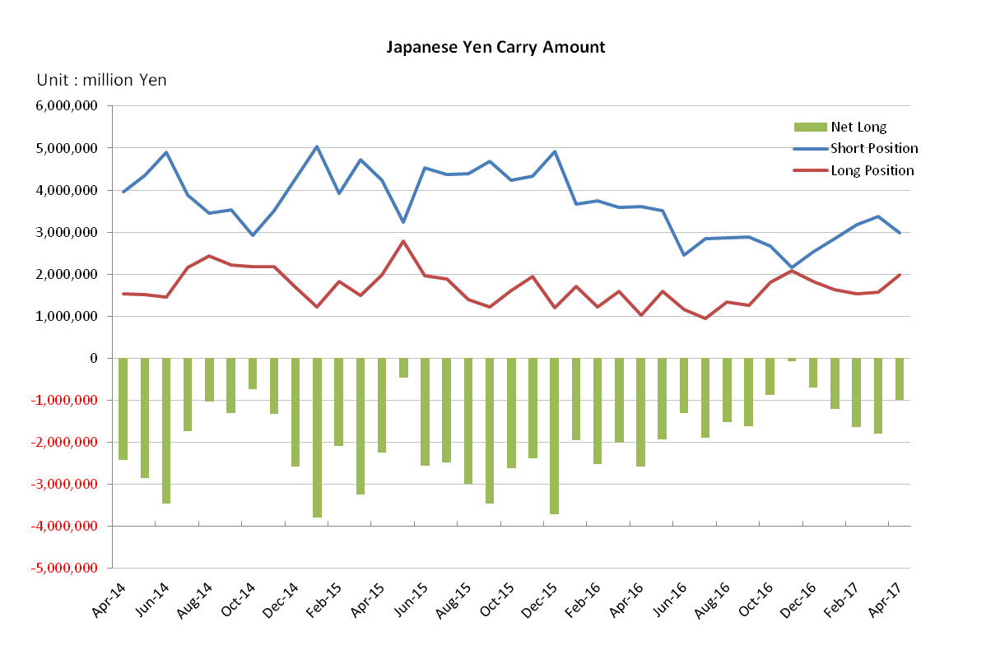 Japanese Yen Carry Amount
Unit : million Yen
6,000,000
5,000,000
4,000,000
3,000,000
2,000,000
1,000,000
0
-1,000,000
-2,000,000
-3,000,000
-4,000,000
-5,000,000
Net Long
Short Position
Long Position
Apr-14
Jun-14
Aug-14
Oct-14
Dec-14
Feb-15
Apr-15
Jun-15
Aug-15
Oct-15
Dec-15
Feb-16
Apr-16
Jun-16
Aug-16
Oct-16
Dec-16
Feb-17
Apr-17